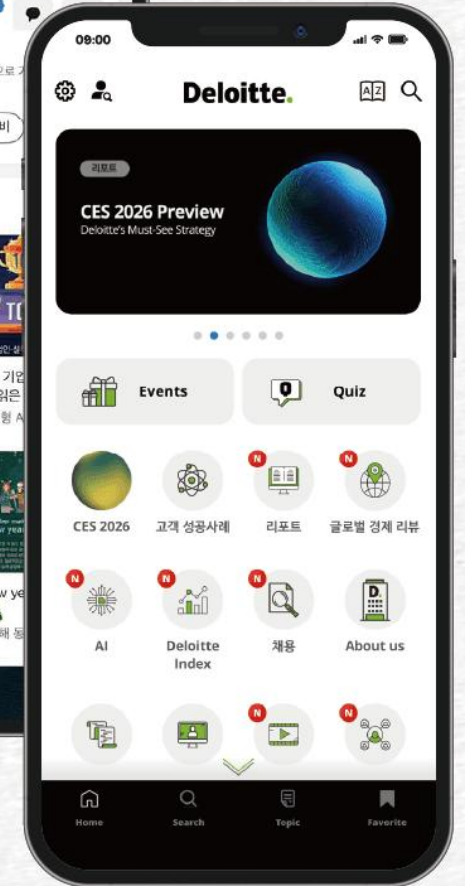 09:00
Deloitte.
A Z
리포트
CES 2026 Preview
Deloitte's Must-See Strategy
Events
Q
Quiz
CES 2026
고객 성공사례
N
리포트
N
글로벌 경제 리뷰
N
AI
N
Deloitte
Index
N
채용
D.
About us
N
N
Home
Search
Topic
Favorite